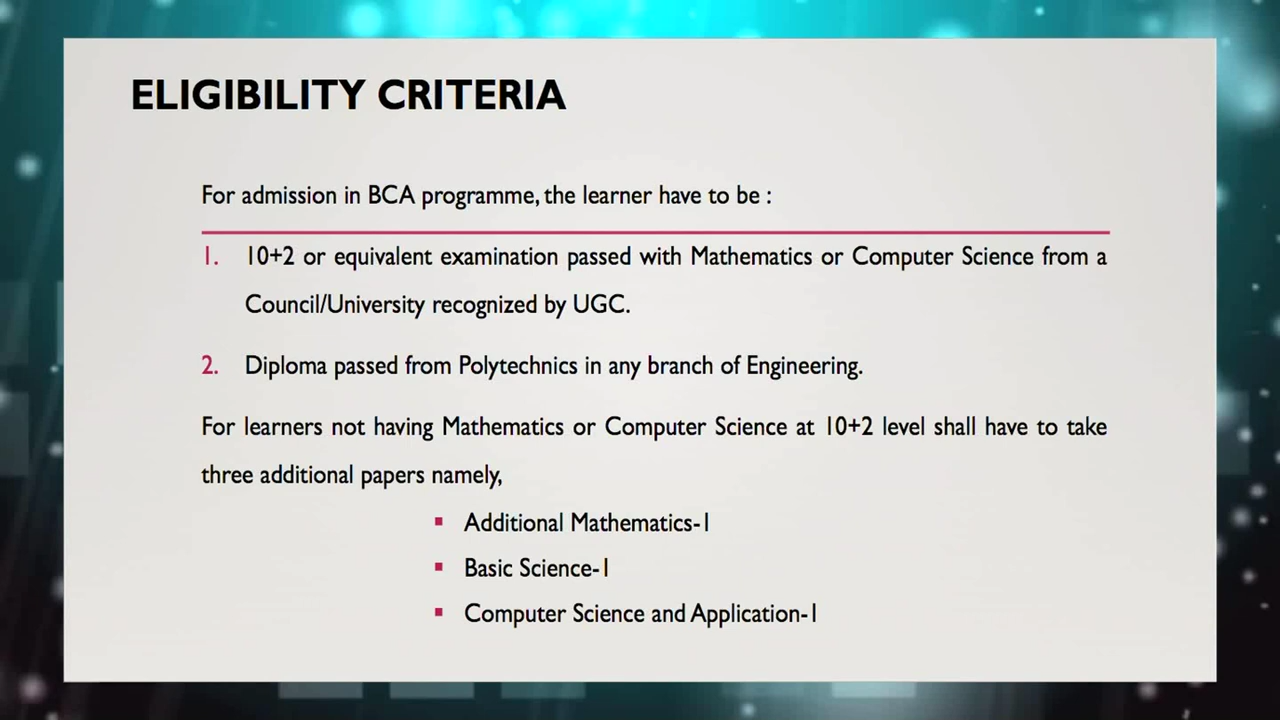 ELIGIBILITY CRITERIA
For admission in BCA programme, the learner have to be :
1. 10+2 or equivalent examination passed with Mathematics or Computer Science from a
Council/University recognized by UGC.
2. Diploma passed from Polytechnics in any branch of Engineering.
For learners not having Mathematics or Computer Science at 10+2 level shall have to take
three additional papers namely,
▪ Additional Mathematics-1
▪ Basic Science-1
▪ Computer Science and Application-1